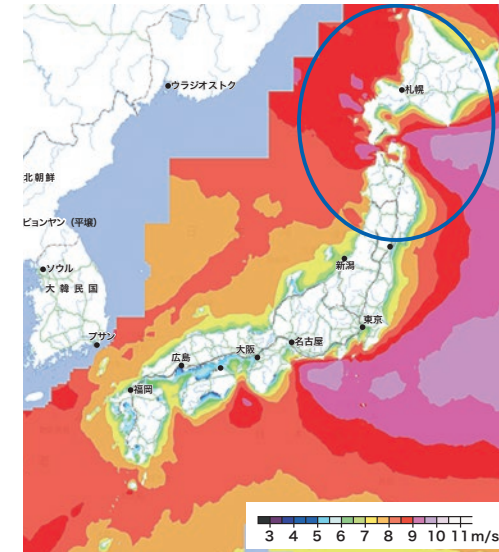 札幌
ウラジオストク
北朝鮮
ピョンヤン（平壌）
新潟
ソウル
大韓民国
東京
プサン
名古屋
大阪
広島
福岡
3 4 5 6 7 8 9 10 11m/s